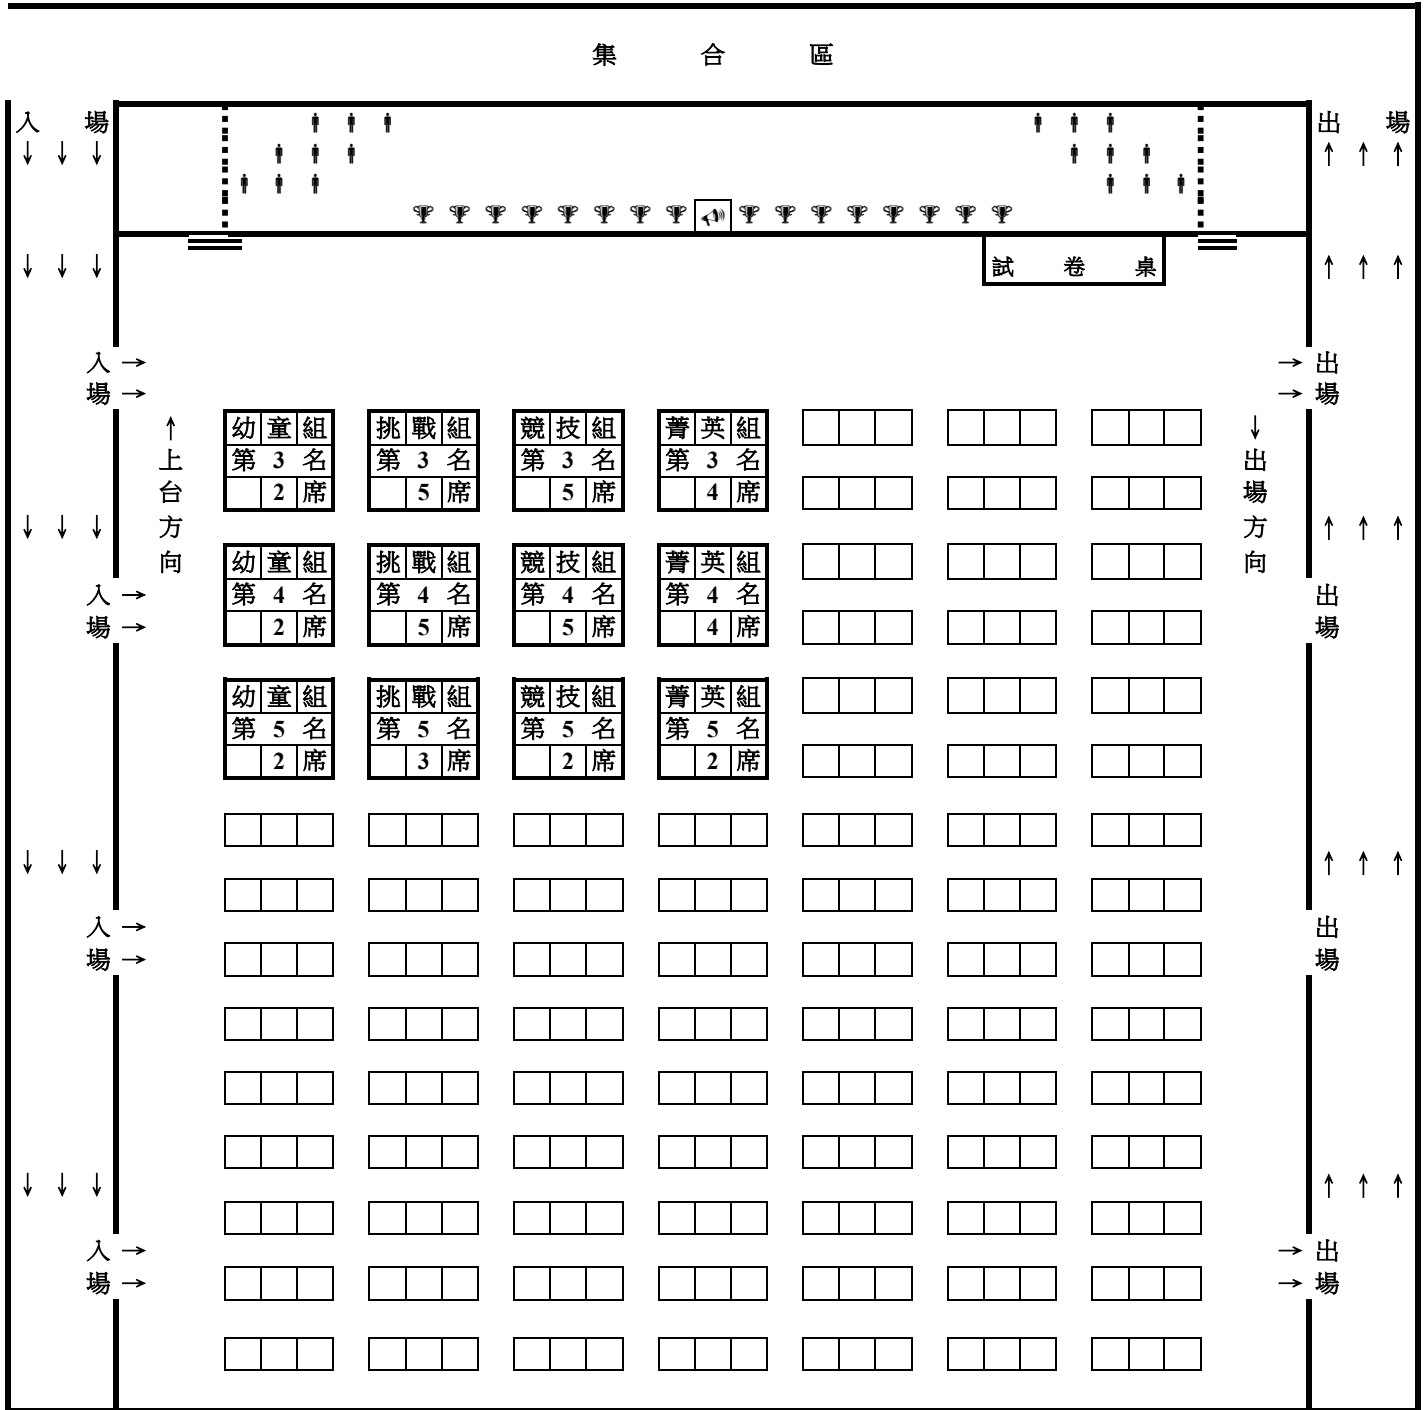 集合區
入場 出場
↓ ↓ ↓ ↑ ↑ ↑
↓ ↓ ↓ 試卷桌 ↑ ↑ ↑
入 → → 出
場 → → 場
↑上台方向
↓出場方向
幼童組 挑戰組 競技組 菁英組
第3名 第3名 第3名 第3名
2席 5席 5席 4席
↓ ↓ ↓ ↑ ↑ ↑
幼童組 挑戰組 競技組 菁英組
入 → 第4名 第4名 第4名 第4名 出
場 → 2席 5席 5席 4席 場
幼童組 挑戰組 競技組 菁英組
第5名 第5名 第5名 第5名
2席 3席 2席 2席
↓ ↓ ↓ ↑ ↑ ↑
入 → 出
場 → 場
↓ ↓ ↓ ↑ ↑ ↑
入 → → 出
場 → → 場